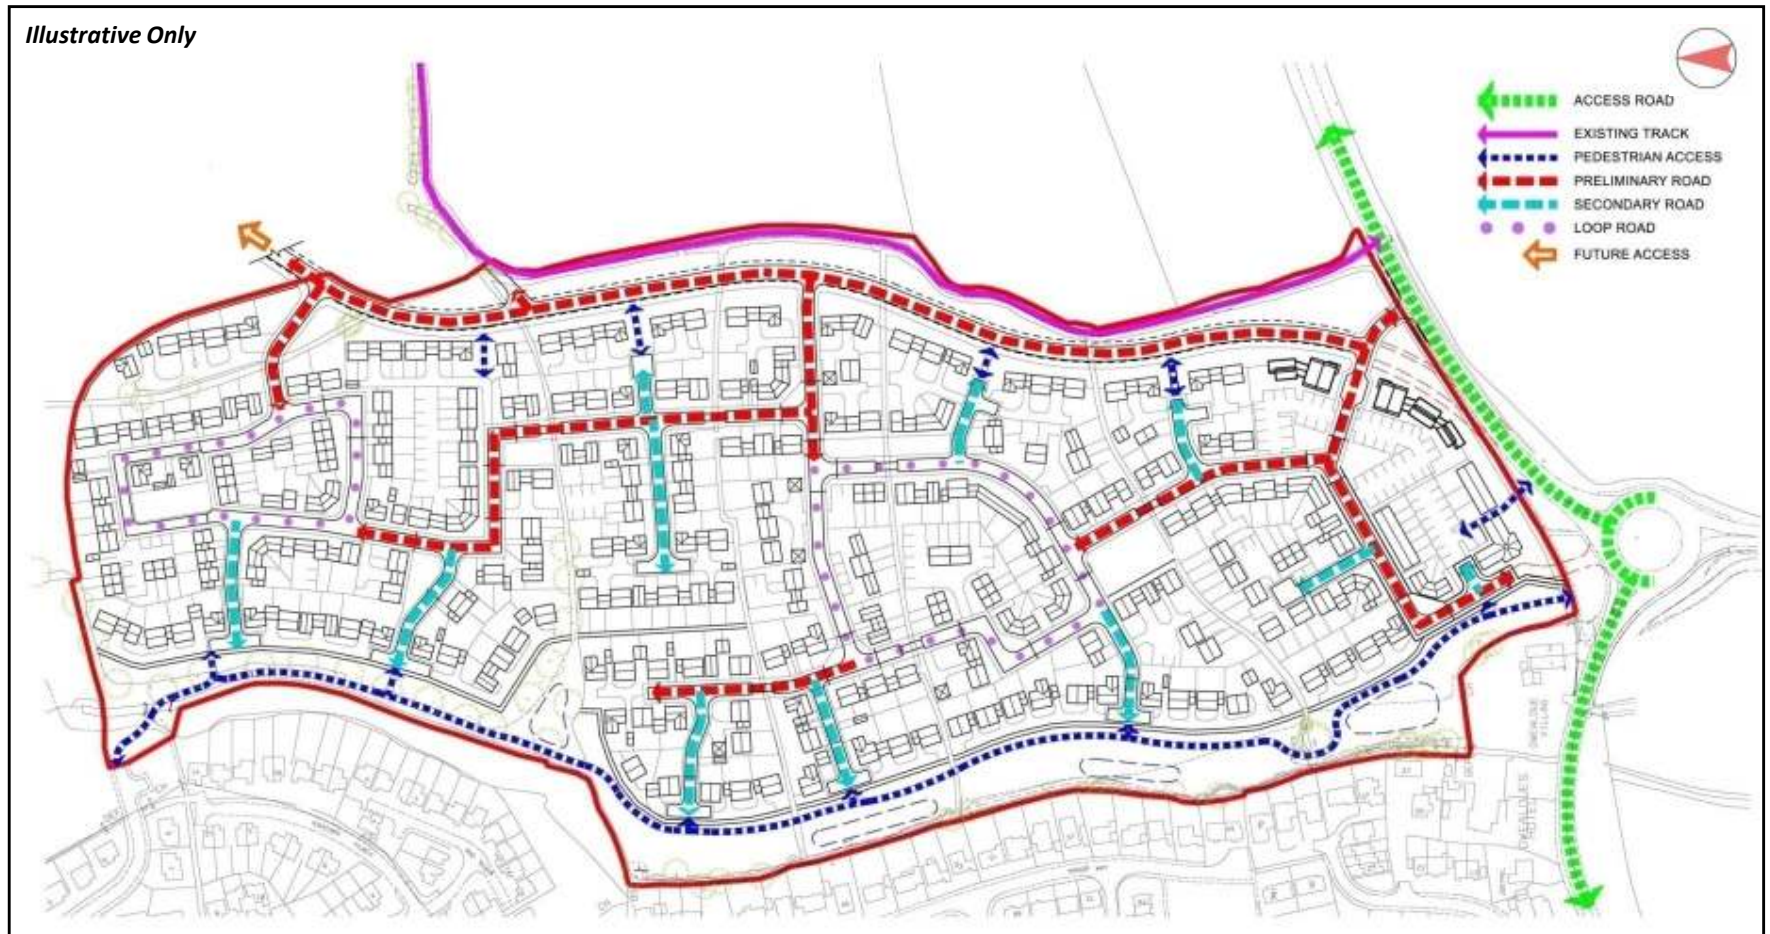 Illustrative Only
ACCESS ROAD
EXISTING TRACK
PEDESTRIAN ACCESS
PRELIMINARY ROAD
SECONDARY ROAD
LOOP ROAD
FUTURE ACCESS